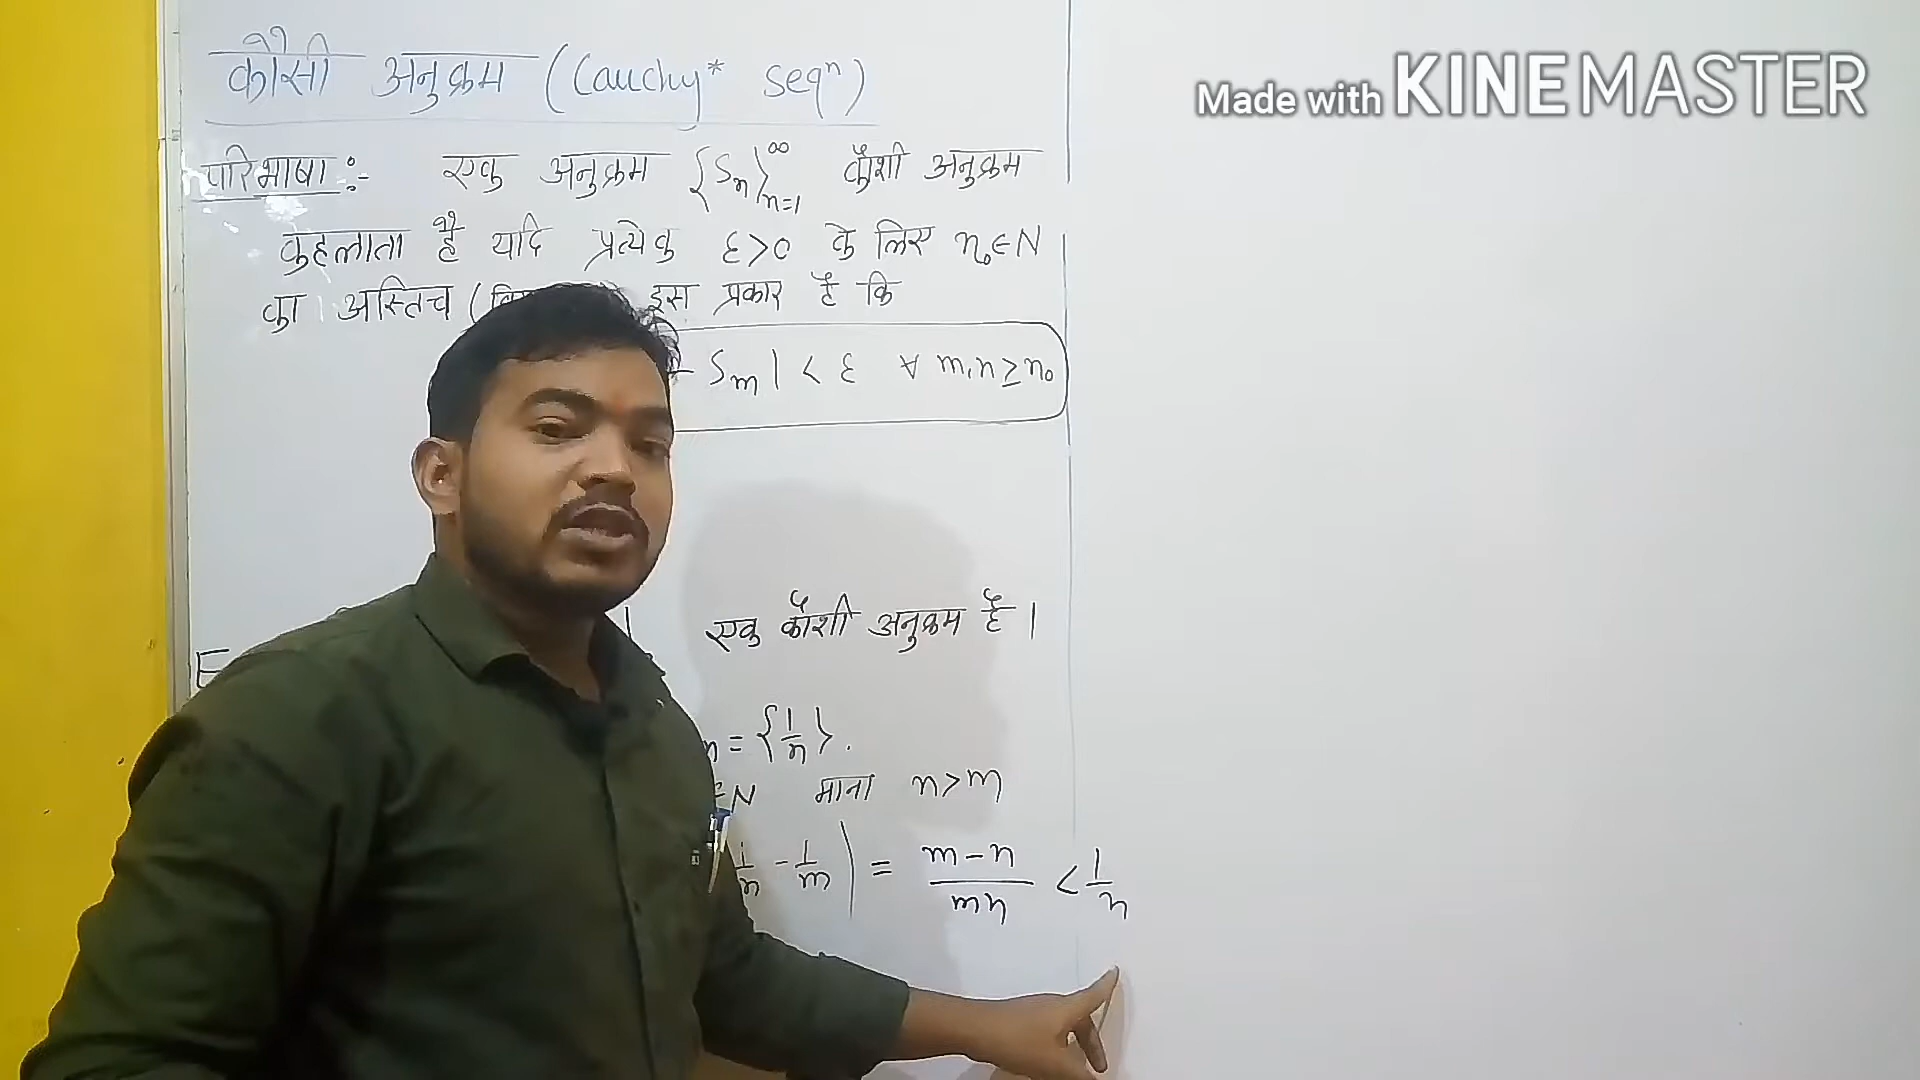 कौसी अनुक्रम (Cauchy* seqⁿ)
Made with KINEMASTER
परिभाषा :- एक अनुक्रम {Sₙ}ₙ₌₁^∞ कौशी अनुक्रम
कहलाता है यदि प्रत्येक ε>0 के लिए n₀∈N
का अस्तित्च ( इस प्रकार है कि
- Sₘ| < ε ∀ m,n ≥ n₀
एक कौशी अनुक्रम है।
n = {1/n}.
∈N माना n>m
1/n - 1/m| = m-n/mn < 1/n